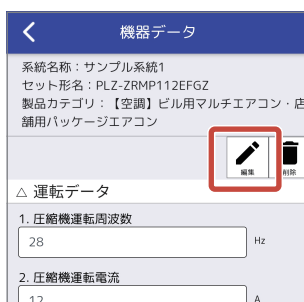 機器データ
系統名称：サンプル系統1
セット形名：PLZ-ZRMP112EFGZ
製品カテゴリ：【空調】ビル用マルチエアコン・店
舗用パッケージエアコン
編集
削除
△ 運転データ
1. 圧縮機運転周波数
28 Hz
2. 圧縮機運転電流
12 A